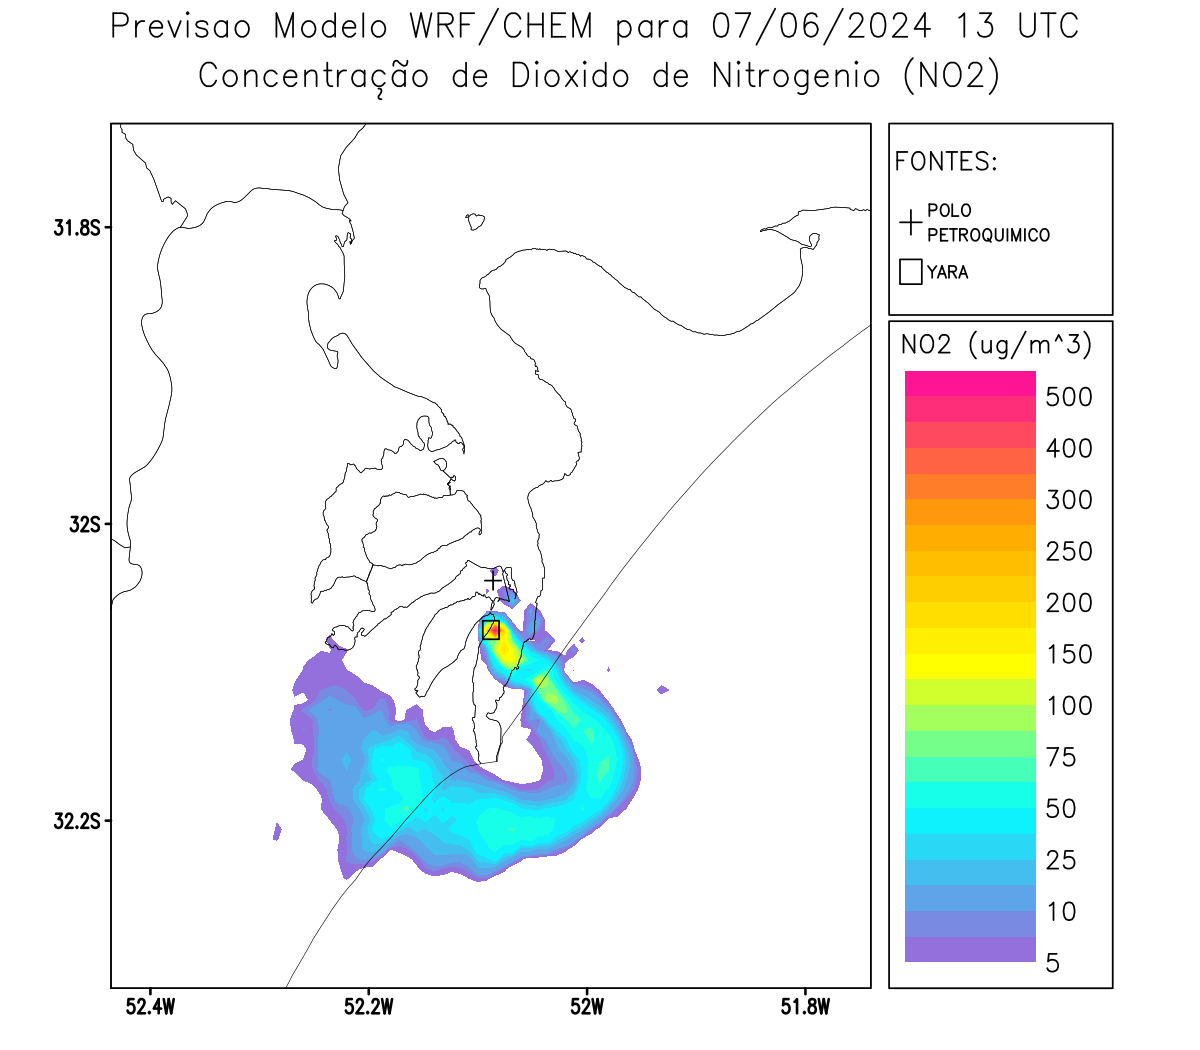 Previsao Modelo WRF/CHEM para 07/06/2024 13 UTC
Concentração de Dioxido de Nitrogenio (NO2)
FONTES:
POLO
PETROQUIMICO
YARA
31.8S
32S
32.2S
52.4W
52.2W
52W
51.8W
NO2 (ug/m^3)
500
400
300
250
200
150
100
75
50
25
10
5